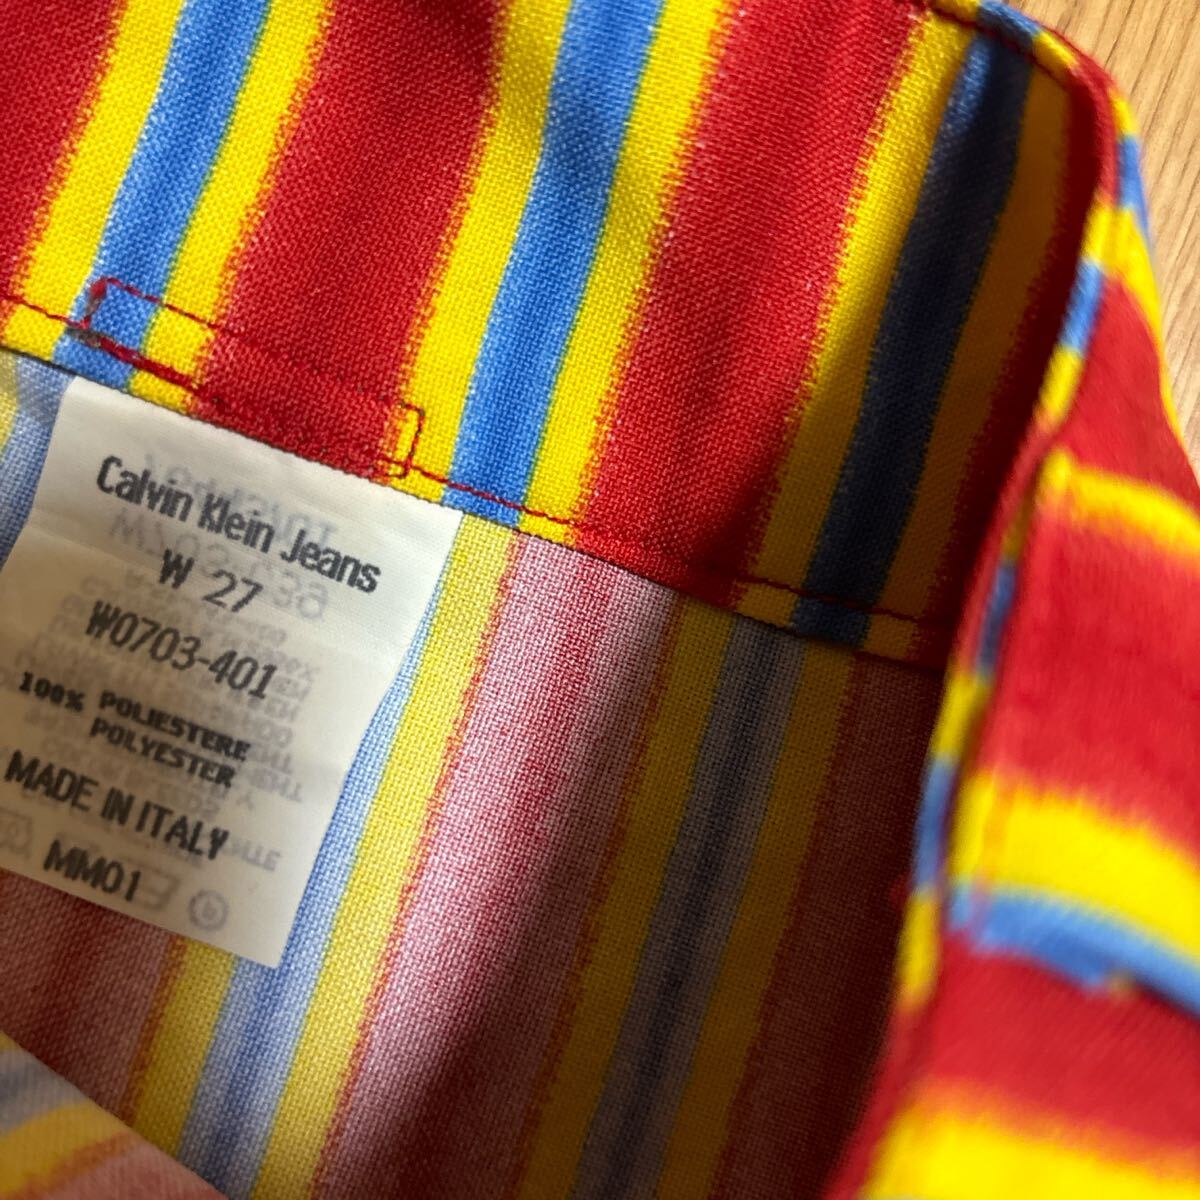 Calvin Klein Jeans
W 27
W0703-401
100% POLIESTERE
POLYESTER
MADE IN ITALY
MM01